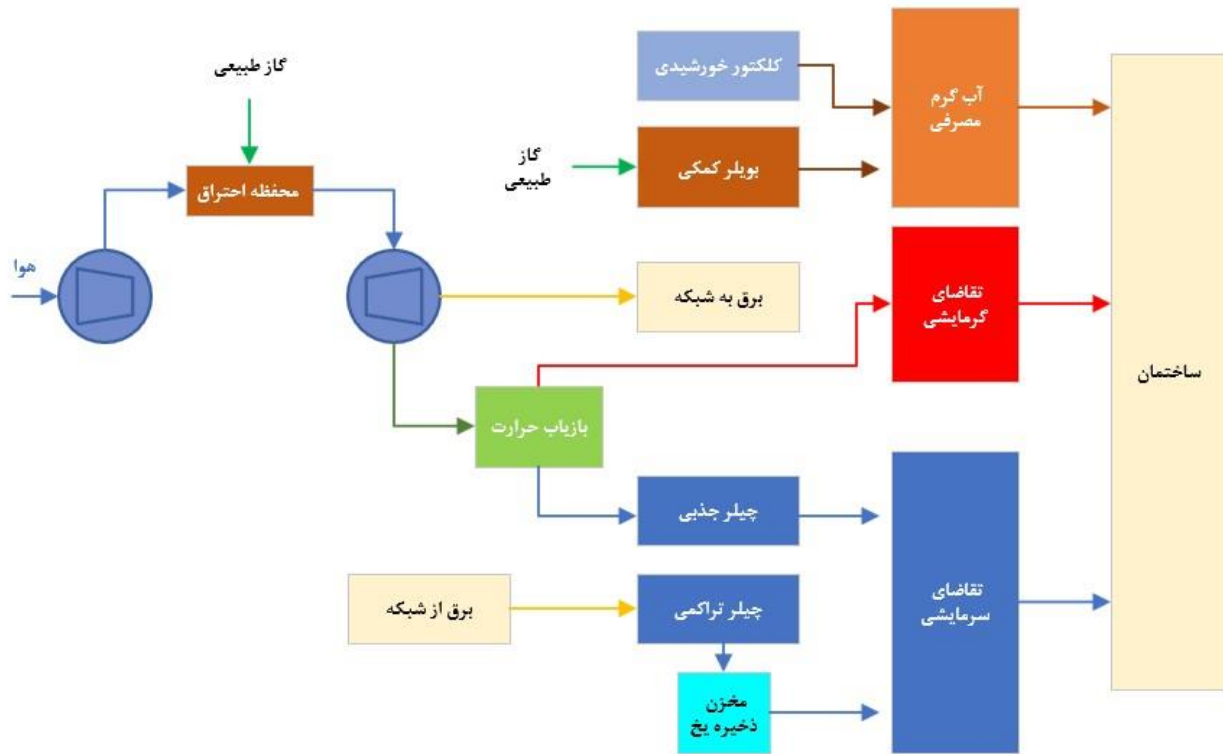 گاز طبیعی
محفظه احتراق
هوا
کلکتور خورشیدی
گاز
طبیعی
بویلر کمکی
آب گرم
مصرفی
برق به شبکه
تقاضای
گرمایشی
بازیاب حرارت
چیلر جذبی
برق از شبکه
چیلر تراکمی
مخزن
ذخیره یخ
تقاضای
سرمایشی
ساختمان